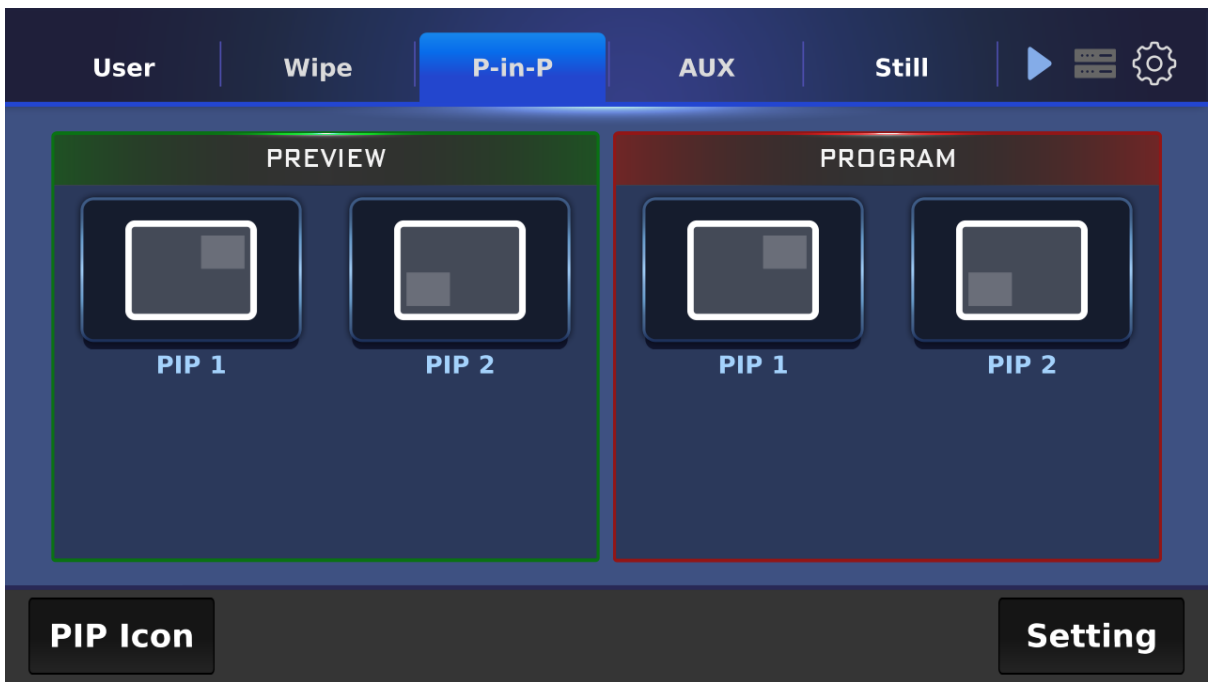 User Wipe P-in-P AUX Still
PREVIEW
PIP 1 PIP 2
PROGRAM
PIP 1 PIP 2
PIP Icon Setting